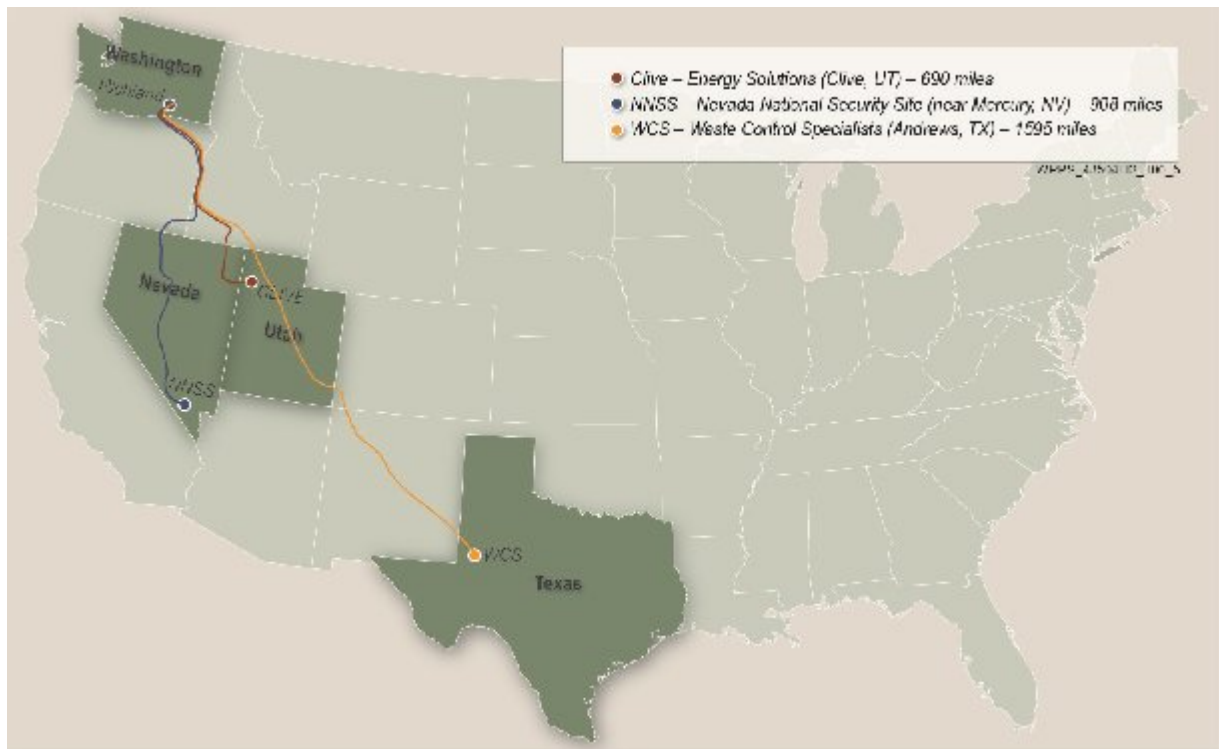 Washington
Richland
Clive – Energy Solutions (Clive, UT) – 690 miles
NNSS – Nevada National Security Site (near Mercury, NV) – 908 miles
WCS – Waste Control Specialists (Andrews, TX) – 1595 miles
Nevada
CLIVE
Utah
NNSS
WCS
Texas